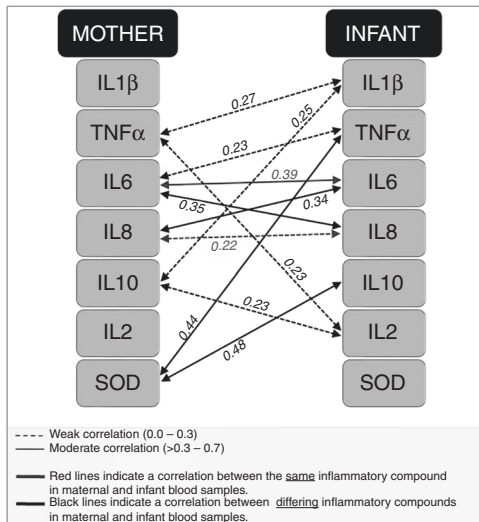 MOTHER INFANT
IL1β IL1β
0.27
0.25
TNFα TNFα
0.23
IL6 0.39 IL6
0.35 0.34
IL8 IL8
0.22
0.23
IL10 IL10
0.23
0.44
IL2 IL2
0.48
SOD SOD
Weak correlation (0.0 – 0.3)
Moderate correlation (>0.3 – 0.7)
Red lines indicate a correlation between the same inflammatory compound
in maternal and infant blood samples.
Black lines indicate a correlation between differing inflammatory compounds
in maternal and infant blood samples.